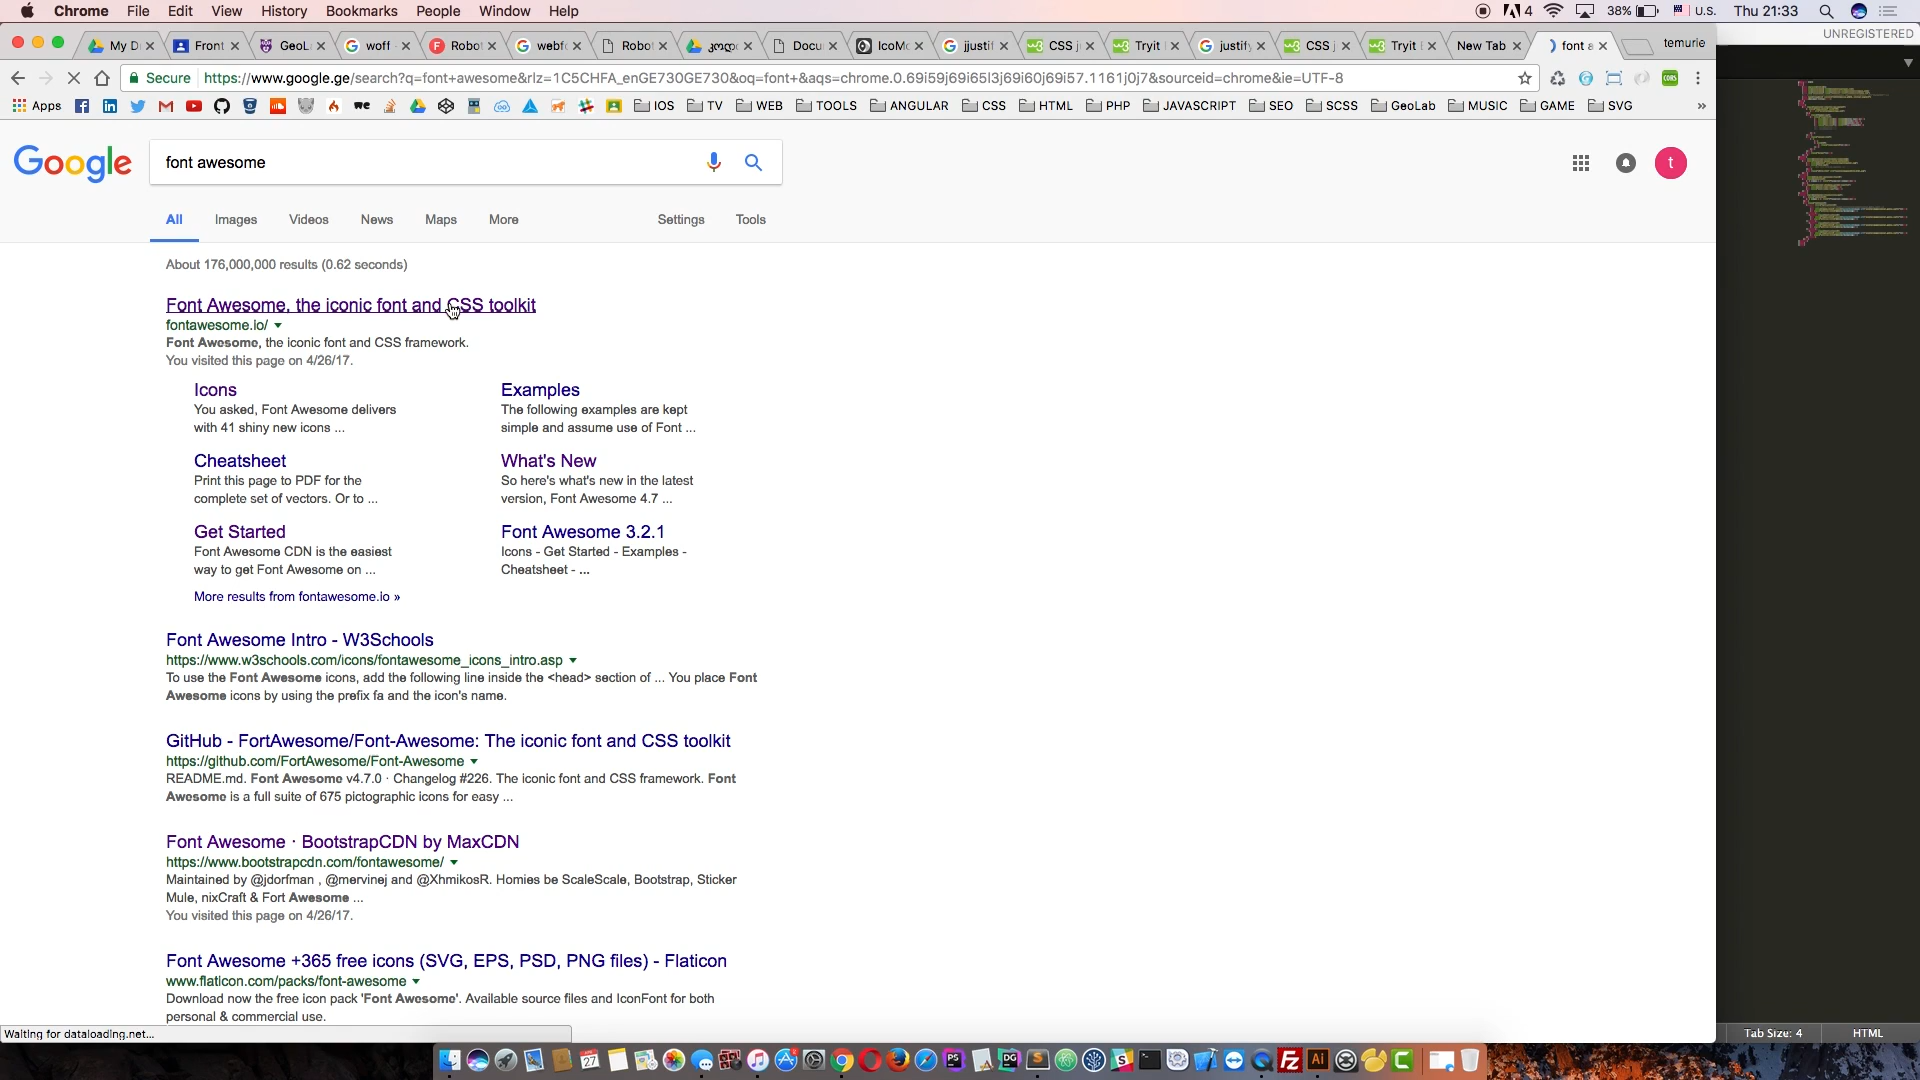 Chrome File Edit View History Bookmarks People Window Help 4 38% U.S. Thu 21:33
UNREGISTERED
My D Front GeoL woff - Robot webfo Robot კოლ Docu IcoMo jjustif CSS j Tryit justify CSS j Tryit E New Tab font a temurie
Secure https://www.google.ge/search?q=font+awesome&rlz=1C5CHFA_enGE730GE730&oq=font+&aqs=chrome.0.69i59j69i65l3j69i60j69i57.1161j0j7&sourceid=chrome&ie=UTF-8
Apps IOS TV WEB TOOLS ANGULAR CSS HTML PHP JAVASCRIPT SEO SCSS GeoLab MUSIC GAME SVG »
Google font awesome t
All Images Videos News Maps More Settings Tools
About 176,000,000 results (0.62 seconds)
Font Awesome, the iconic font and CSS toolkit
fontawesome.io/
Font Awesome, the iconic font and CSS framework.
You visited this page on 4/26/17.
Icons
You asked, Font Awesome delivers
with 41 shiny new icons ...
Examples
The following examples are kept
simple and assume use of Font ...
Cheatsheet
Print this page to PDF for the
complete set of vectors. Or to ...
What's New
So here's what's new in the latest
version, Font Awesome 4.7 ...
Get Started
Font Awesome CDN is the easiest
way to get Font Awesome on ...
Font Awesome 3.2.1
Icons - Get Started - Examples -
Cheatsheet - ...
More results from fontawesome.io »
Font Awesome Intro - W3Schools
https://www.w3schools.com/icons/fontawesome_icons_intro.asp
To use the Font Awesome icons, add the following line inside the <head> section of ... You place Font
Awesome icons by using the prefix fa and the icon's name.
GitHub - FortAwesome/Font-Awesome: The iconic font and CSS toolkit
https://github.com/FortAwesome/Font-Awesome
README.md. Font Awesome v4.7.0 · Changelog #226. The iconic font and CSS framework. Font
Awesome is a full suite of 675 pictographic icons for easy ...
Font Awesome · BootstrapCDN by MaxCDN
https://www.bootstrapcdn.com/fontawesome/
Maintained by @jdorfman , @mervinej and @XhmikosR. Homies be ScaleScale, Bootstrap, Sticker
Mule, nixCraft & Fort Awesome ...
You visited this page on 4/26/17.
Font Awesome +365 free icons (SVG, EPS, PSD, PNG files) - Flaticon
www.flaticon.com/packs/font-awesome
Download now the free icon pack 'Font Awesome'. Available source files and IconFont for both
personal & commercial use.
Waiting for dataloading.net...
Tab Size: 4 HTML